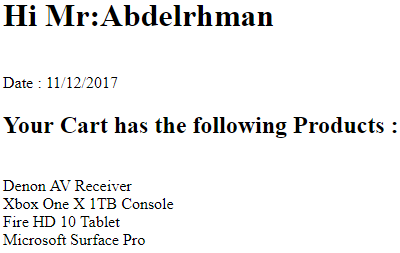 Hi Mr:Abdelrhman
Date : 11/12/2017
Your Cart has the following Products :
Denon AV Receiver
Xbox One X 1TB Console
Fire HD 10 Tablet
Microsoft Surface Pro